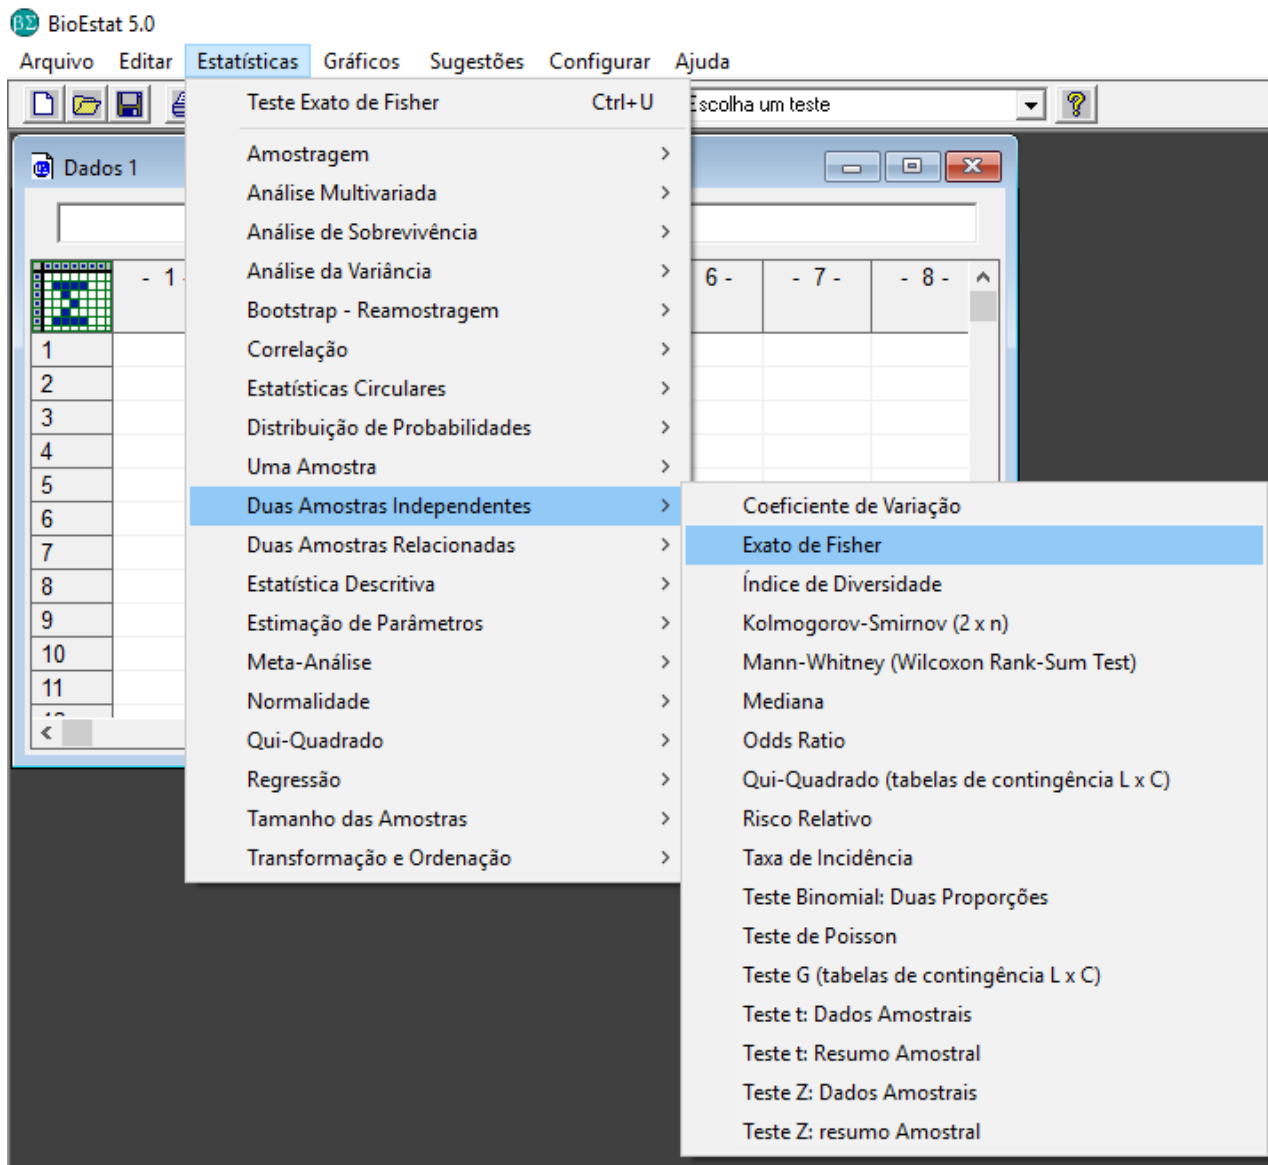 BioEstat 5.0
Arquivo Editar Estatísticas Gráficos Sugestões Configurar Ajuda
Teste Exato de Fisher Ctrl+U
Escolha um teste
Dados 1
Amostragem
Análise Multivariada
Análise de Sobrevivência
Análise da Variância
Bootstrap - Reamostragem
Correlação
Estatísticas Circulares
Distribuição de Probabilidades
Uma Amostra
Duas Amostras Independentes
Duas Amostras Relacionadas
Estatística Descritiva
Estimação de Parâmetros
Meta-Análise
Normalidade
Qui-Quadrado
Regressão
Tamanho das Amostras
Transformação e Ordenação
- 1 6 - - 7 - - 8 -
1
2
3
4
5
6
7
8
9
10
11
Coeficiente de Variação
Exato de Fisher
Índice de Diversidade
Kolmogorov-Smirnov (2 x n)
Mann-Whitney (Wilcoxon Rank-Sum Test)
Mediana
Odds Ratio
Qui-Quadrado (tabelas de contingência L x C)
Risco Relativo
Taxa de Incidência
Teste Binomial: Duas Proporções
Teste de Poisson
Teste G (tabelas de contingência L x C)
Teste t: Dados Amostrais
Teste t: Resumo Amostral
Teste Z: Dados Amostrais
Teste Z: resumo Amostral